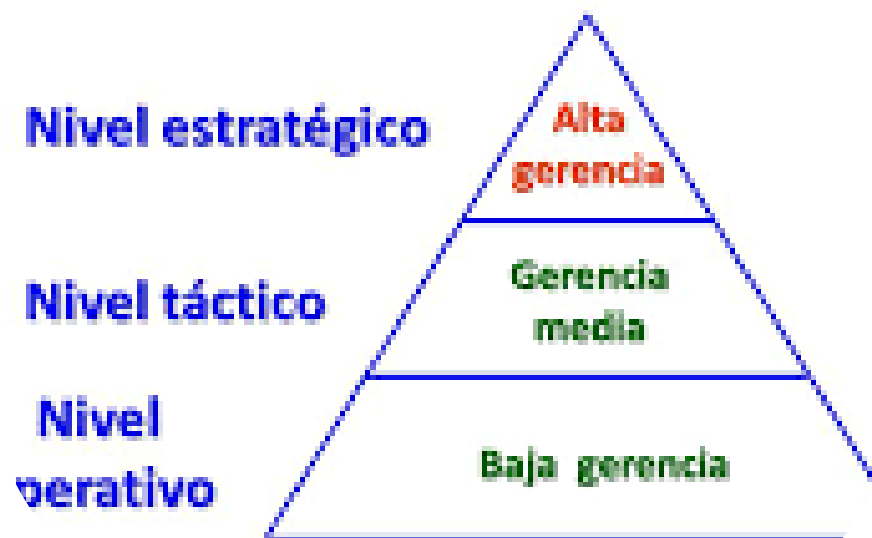 Nivel estratégico
Alta
gerencia
Nivel táctico
Gerencia
media
Nivel
perativo
Baja gerencia